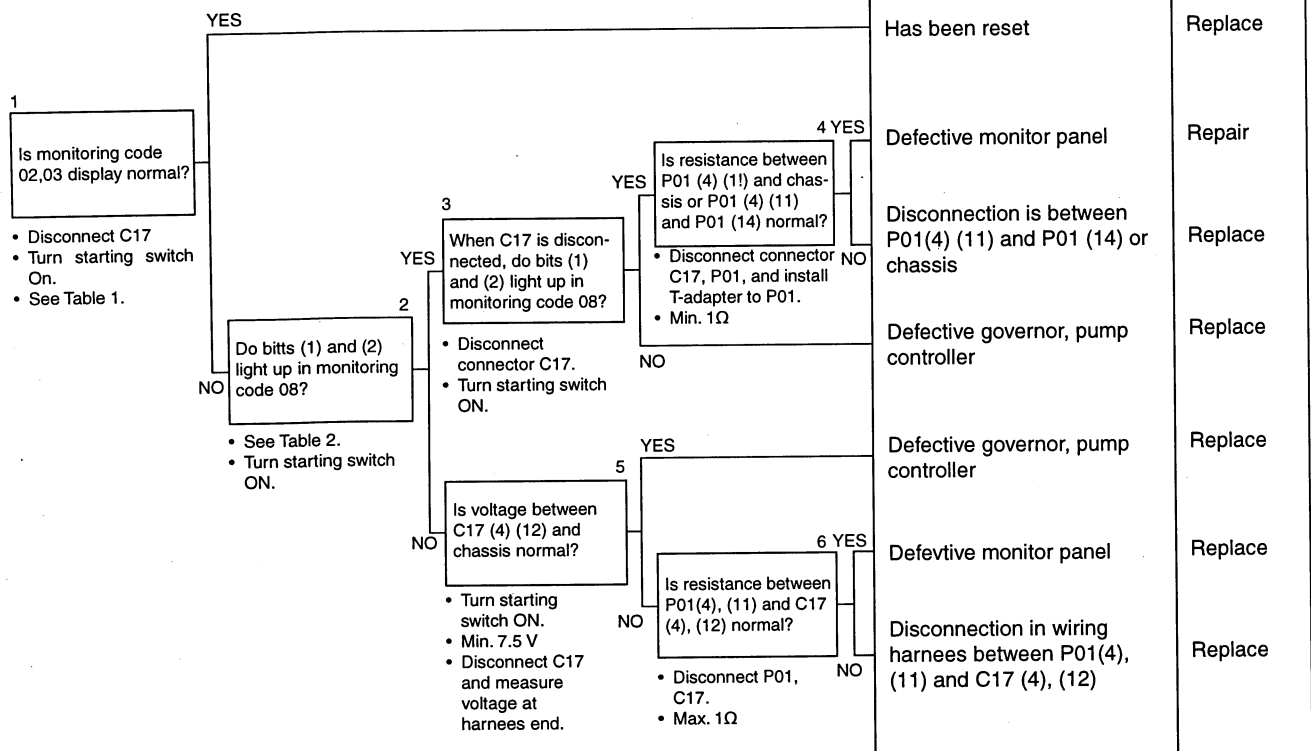 YES
Has been reset
Replace
1
Is monitoring code
02,03 display normal?
• Disconnect C17
• Turn starting switch
On.
• See Table 1.
NO
2
Do bitts (1) and (2)
light up in monitoring
code 08?
• See Table 2.
• Turn starting switch
ON.
YES
3
When C17 is discon-
nected, do bits (1)
and (2) light up in
monitoring code 08?
• Disconnect
connector C17.
• Turn starting switch
ON.
YES
4 YES
Is resistance between
P01 (4) (1!) and chas-
sis or P01 (4) (11)
and P01 (14) normal?
• Disconnect connector
C17, P01, and install
T-adapter to P01.
• Min. 1Ω
NO
Defective monitor panel
Repair
Disconnection is between
P01(4) (11) and P01 (14) or
chassis
Replace
NO
Defective governor, pump
controller
Replace
NO
5
Is voltage between
C17 (4) (12) and
chassis normal?
• Turn starting
switch ON.
• Min. 7.5 V
• Disconnect C17
and measure
voltage at
harnees end.
YES
Defective governor, pump
controller
Replace
NO
6 YES
Is resistance between
P01(4), (11) and C17
(4), (12) normal?
• Disconnect P01,
C17.
• Max. 1Ω
NO
Defevtive monitor panel
Replace
Disconnection in wiring
harnees between P01(4),
(11) and C17 (4), (12)
Replace